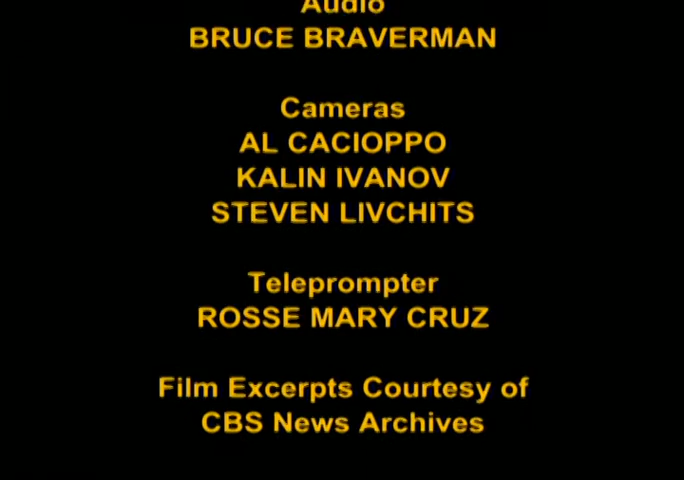 Audio
BRUCE BRAVERMAN
Cameras
AL CACIOPPO
KALIN IVANOV
STEVEN LIVCHITS
Teleprompter
ROSSE MARY CRUZ
Film Excerpts Courtesy of
CBS News Archives